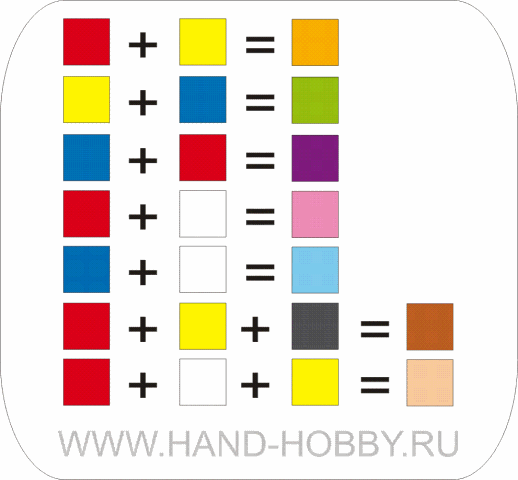 + =
+ =
+ =
+ =
+ =
+ + =
+ + =
WWW.HAND-HOBBY.RU